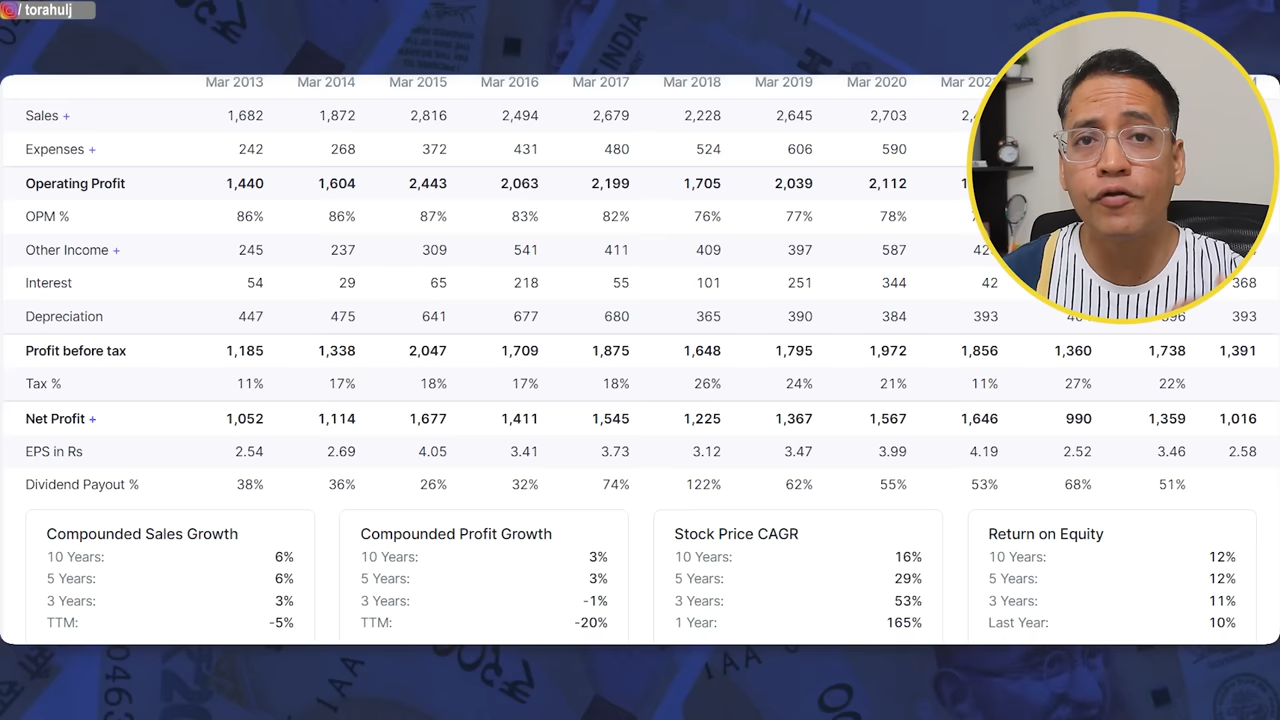 / torahulj
Mar 2013 Mar 2014 Mar 2015 Mar 2016 Mar 2017 Mar 2018 Mar 2019 Mar 2020 Mar
Sales + 1,682 1,872 2,816 2,494 2,679 2,228 2,645 2,703
Expenses + 242 268 372 431 480 524 606 590
Operating Profit 1,440 1,604 2,443 2,063 2,199 1,705 2,039 2,112
OPM % 86% 86% 87% 83% 82% 76% 77% 78%
Other Income + 245 237 309 541 411 409 397 587
Interest 54 29 65 218 55 101 251 344 42 368
Depreciation 447 475 641 677 680 365 390 384 393 393
Profit before tax 1,185 1,338 2,047 1,709 1,875 1,648 1,795 1,972 1,856 1,360 1,738 1,391
Tax % 11% 17% 18% 17% 18% 26% 24% 21% 11% 27% 22%
Net Profit + 1,052 1,114 1,677 1,411 1,545 1,225 1,367 1,567 1,646 990 1,359 1,016
EPS in Rs 2.54 2.69 4.05 3.41 3.73 3.12 3.47 3.99 4.19 2.52 3.46 2.58
Dividend Payout % 38% 36% 26% 32% 74% 122% 62% 55% 53% 68% 51%
Compounded Sales Growth
10 Years: 6%
5 Years: 6%
3 Years: 3%
TTM: -5%
Compounded Profit Growth
10 Years: 3%
5 Years: 3%
3 Years: -1%
TTM: -20%
Stock Price CAGR
10 Years: 16%
5 Years: 29%
3 Years: 53%
1 Year: 165%
Return on Equity
10 Years: 12%
5 Years: 12%
3 Years: 11%
Last Year: 10%